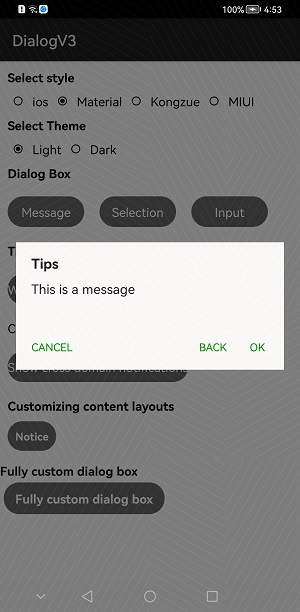 100% 4:53
DialogV3
Select style
ios Material Kongzue MIUI
Select Theme
Light Dark
Dialog Box
Message Selection Input
Tips
This is a message
CANCEL BACK OK
Show cross domain notifications
Customizing content layouts
Notice
Fully custom dialog box
Fully custom dialog box